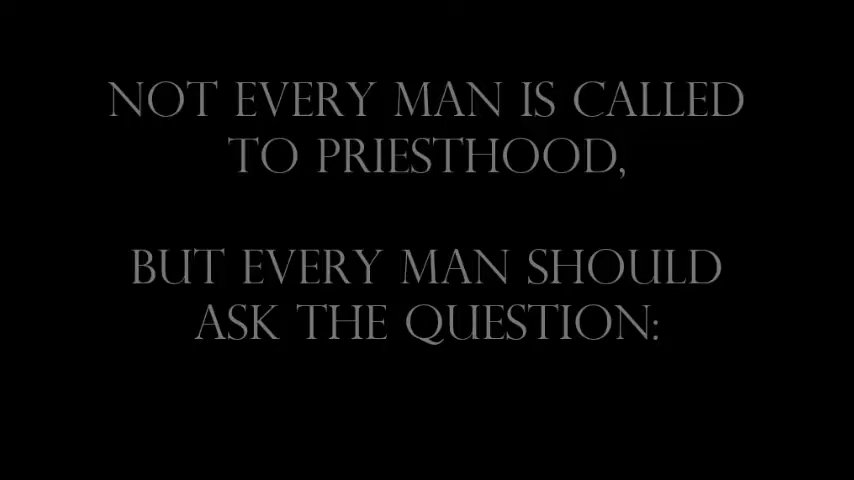 NOT EVERY MAN IS CALLED
TO PRIESTHOOD,
BUT EVERY MAN SHOULD
ASK THE QUESTION: